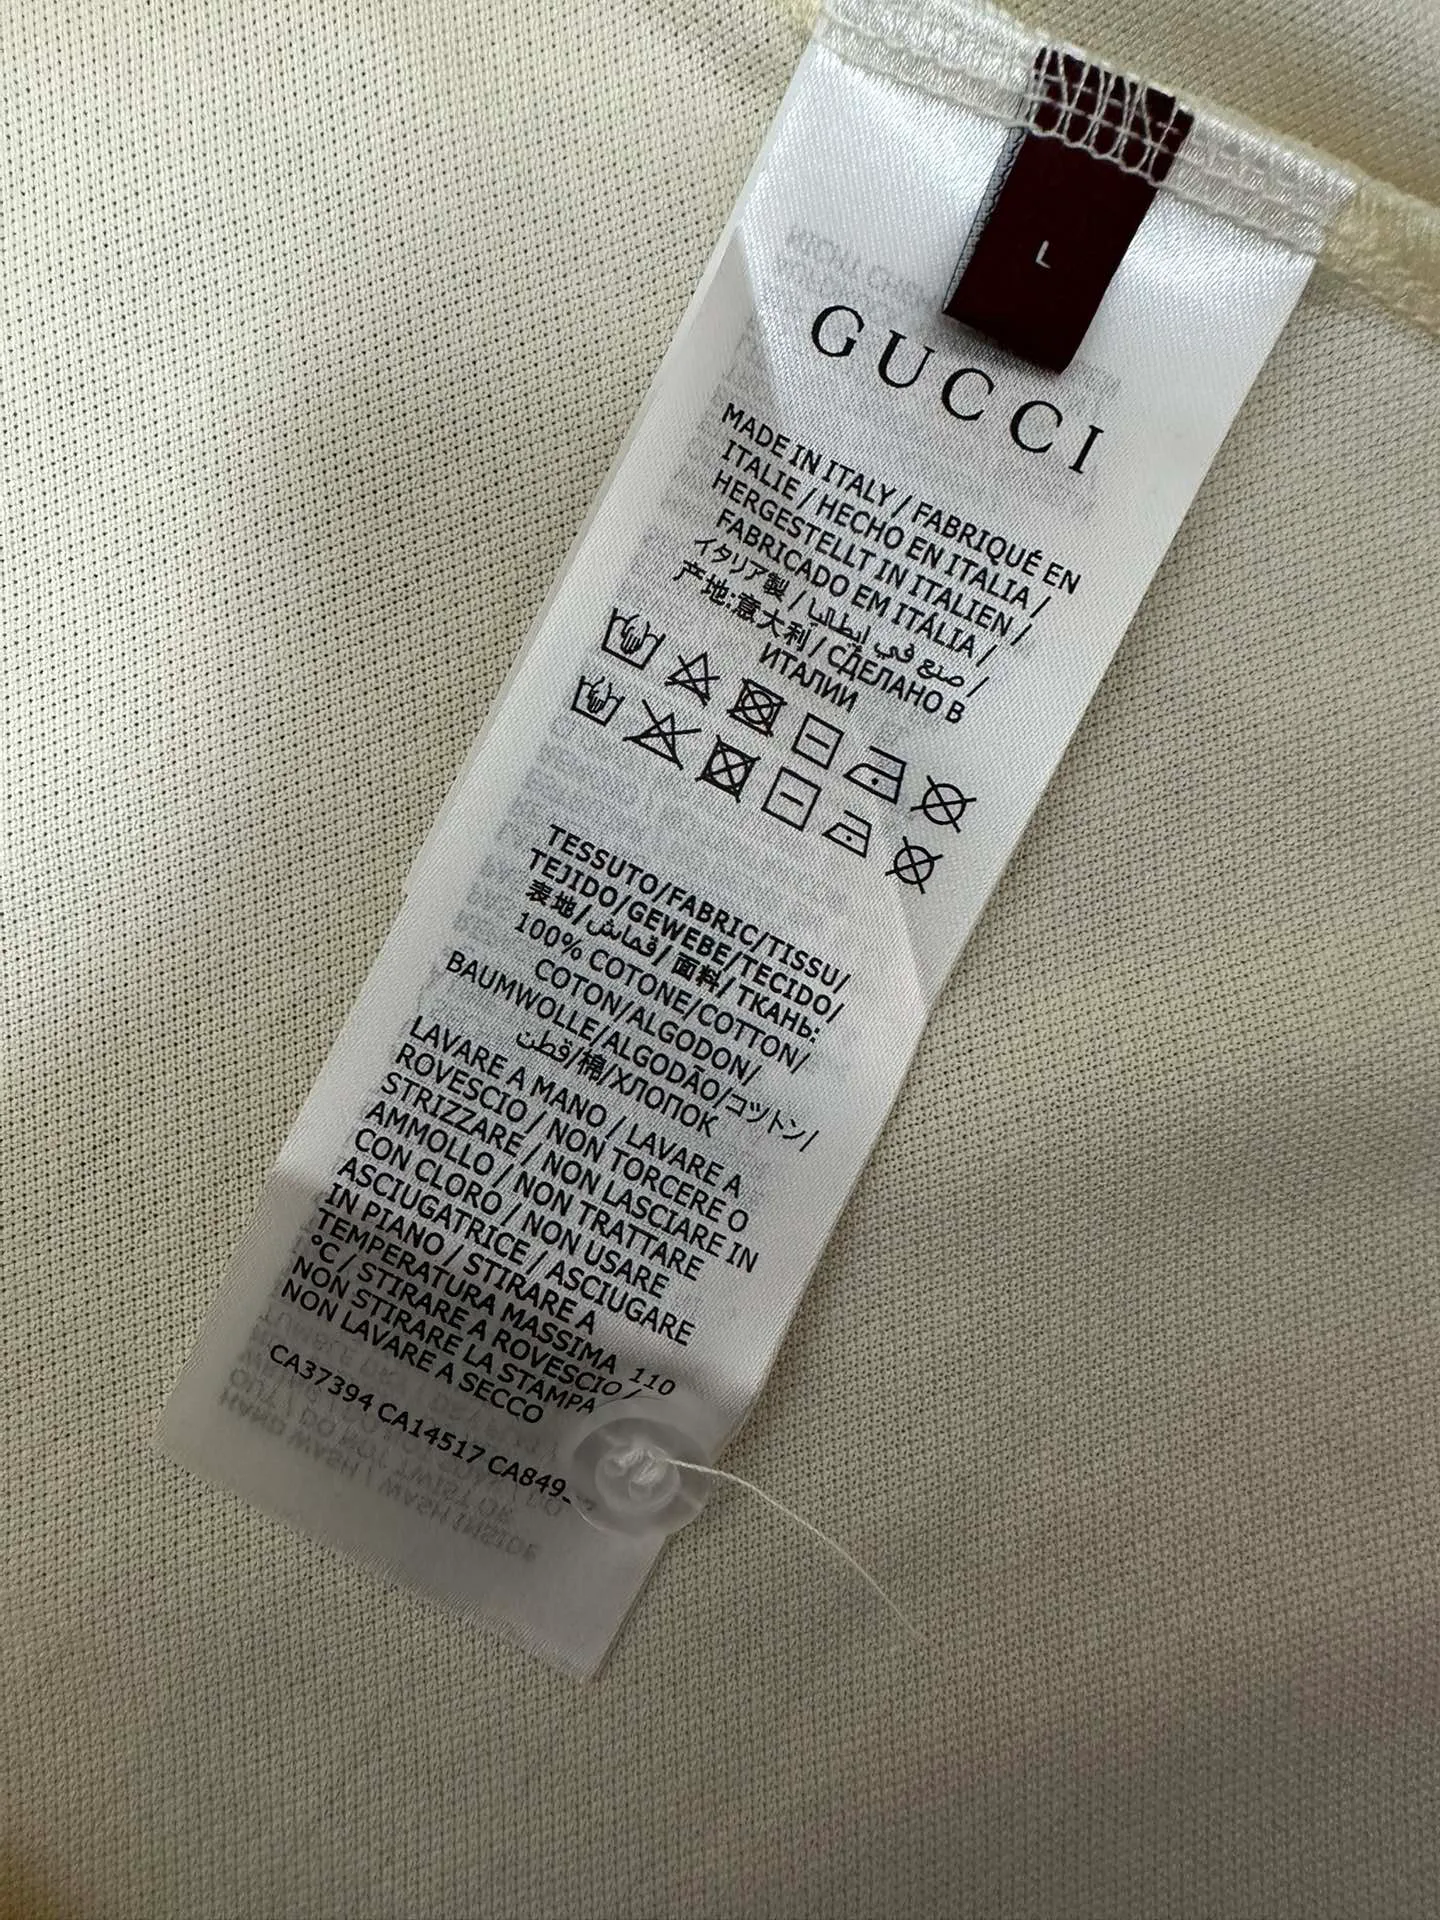 L
GUCCI
MADE IN ITALY / FABRIQUÉ EN
ITALIE / HECHO EN ITALIA /
HERGESTELLT IN ITALIEN /
FABRICADO EM ITÁLIA /
イタリア製 / صنع في إيطاليا /
产地:意大利 / СДЕЛАНО В
ИТАЛИИ
TESSUTO/FABRIC/TISSU/
TEJIDO/GEWEBE/TECIDO/
表地/قماش/面料/ТКАНЬ:
100% COTONE/COTTON/
COTON/ALGODON/
BAUMWOLLE/ALGODÃO/コットン/
قطن/棉/ХЛОПОК
LAVARE A MANO / LAVARE A
ROVESCIO / NON TORCERE O
STRIZZARE / NON LASCIARE IN
AMMOLLO / NON TRATTARE
CON CLORO / NON USARE
ASCIUGATRICE / ASCIUGARE
IN PIANO / STIRARE A
TEMPERATURA MASSIMA 110
°C / STIRARE A ROVESCIO /
NON STIRARE LA STAMPA
NON LAVARE A SECCO
CA37394 CA14517